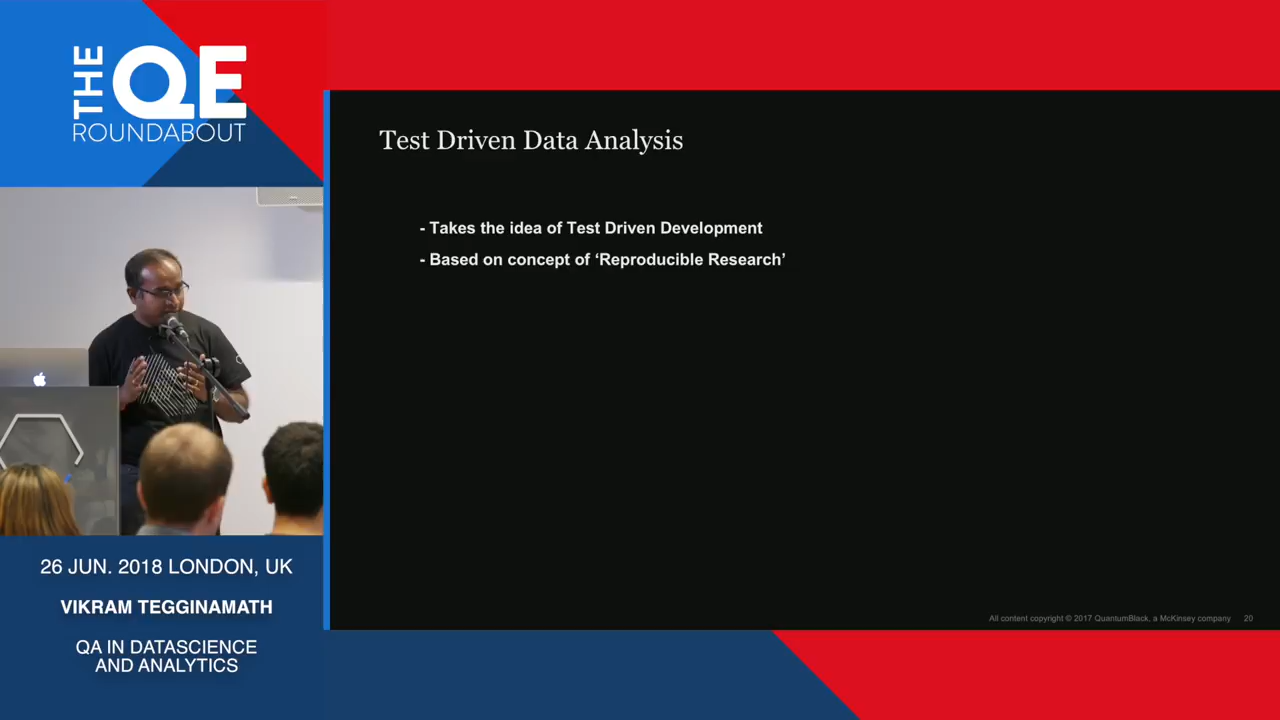 THE
QE
ROUNDABOUT
Test Driven Data Analysis
- Takes the idea of Test Driven Development
- Based on concept of ‘Reproducible Research’
26 JUN. 2018 LONDON, UK
VIKRAM TEGGINAMATH
QA IN DATASCIENCE
AND ANALYTICS
All content copyright © 2017 QuantumBlack, a McKinsey company 20